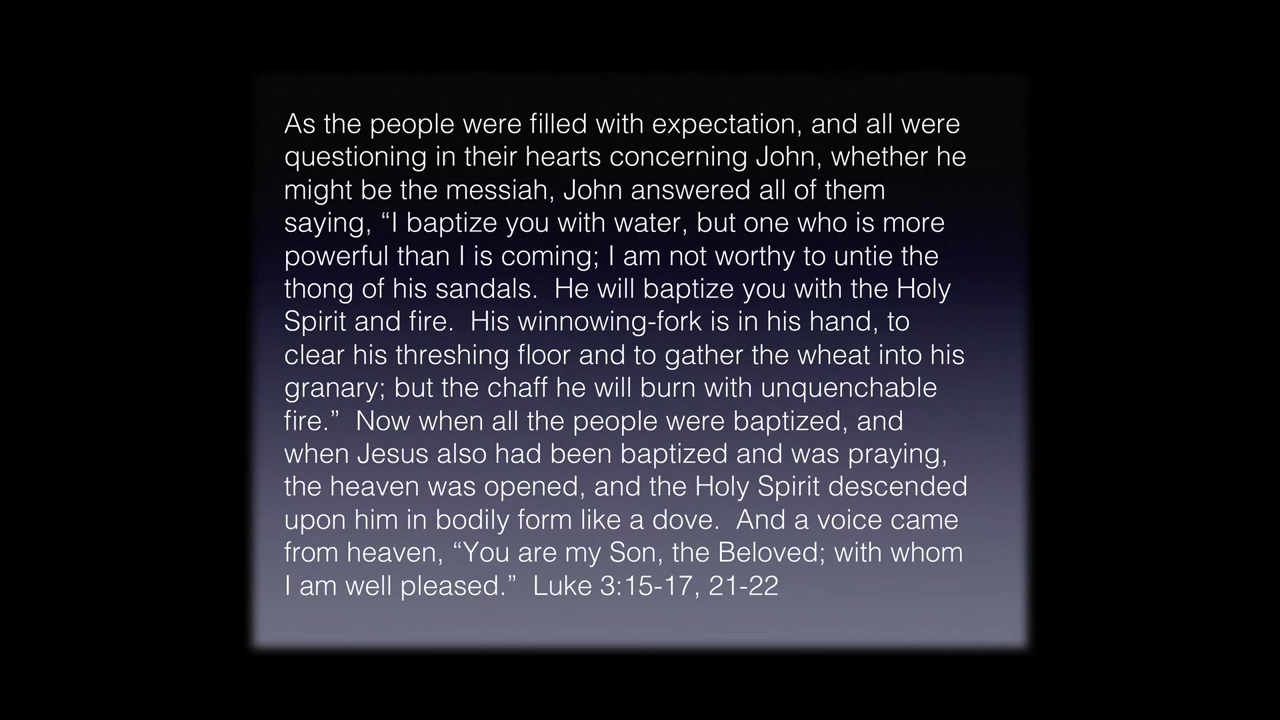 As the people were filled with expectation, and all were
questioning in their hearts concerning John, whether he
might be the messiah, John answered all of them
saying, “I baptize you with water, but one who is more
powerful than I is coming; I am not worthy to untie the
thong of his sandals.  He will baptize you with the Holy
Spirit and fire.  His winnowing-fork is in his hand, to
clear his threshing floor and to gather the wheat into his
granary; but the chaff he will burn with unquenchable
fire.”  Now when all the people were baptized, and
when Jesus also had been baptized and was praying,
the heaven was opened, and the Holy Spirit descended
upon him in bodily form like a dove.  And a voice came
from heaven, “You are my Son, the Beloved; with whom
I am well pleased.”  Luke 3:15-17, 21-22